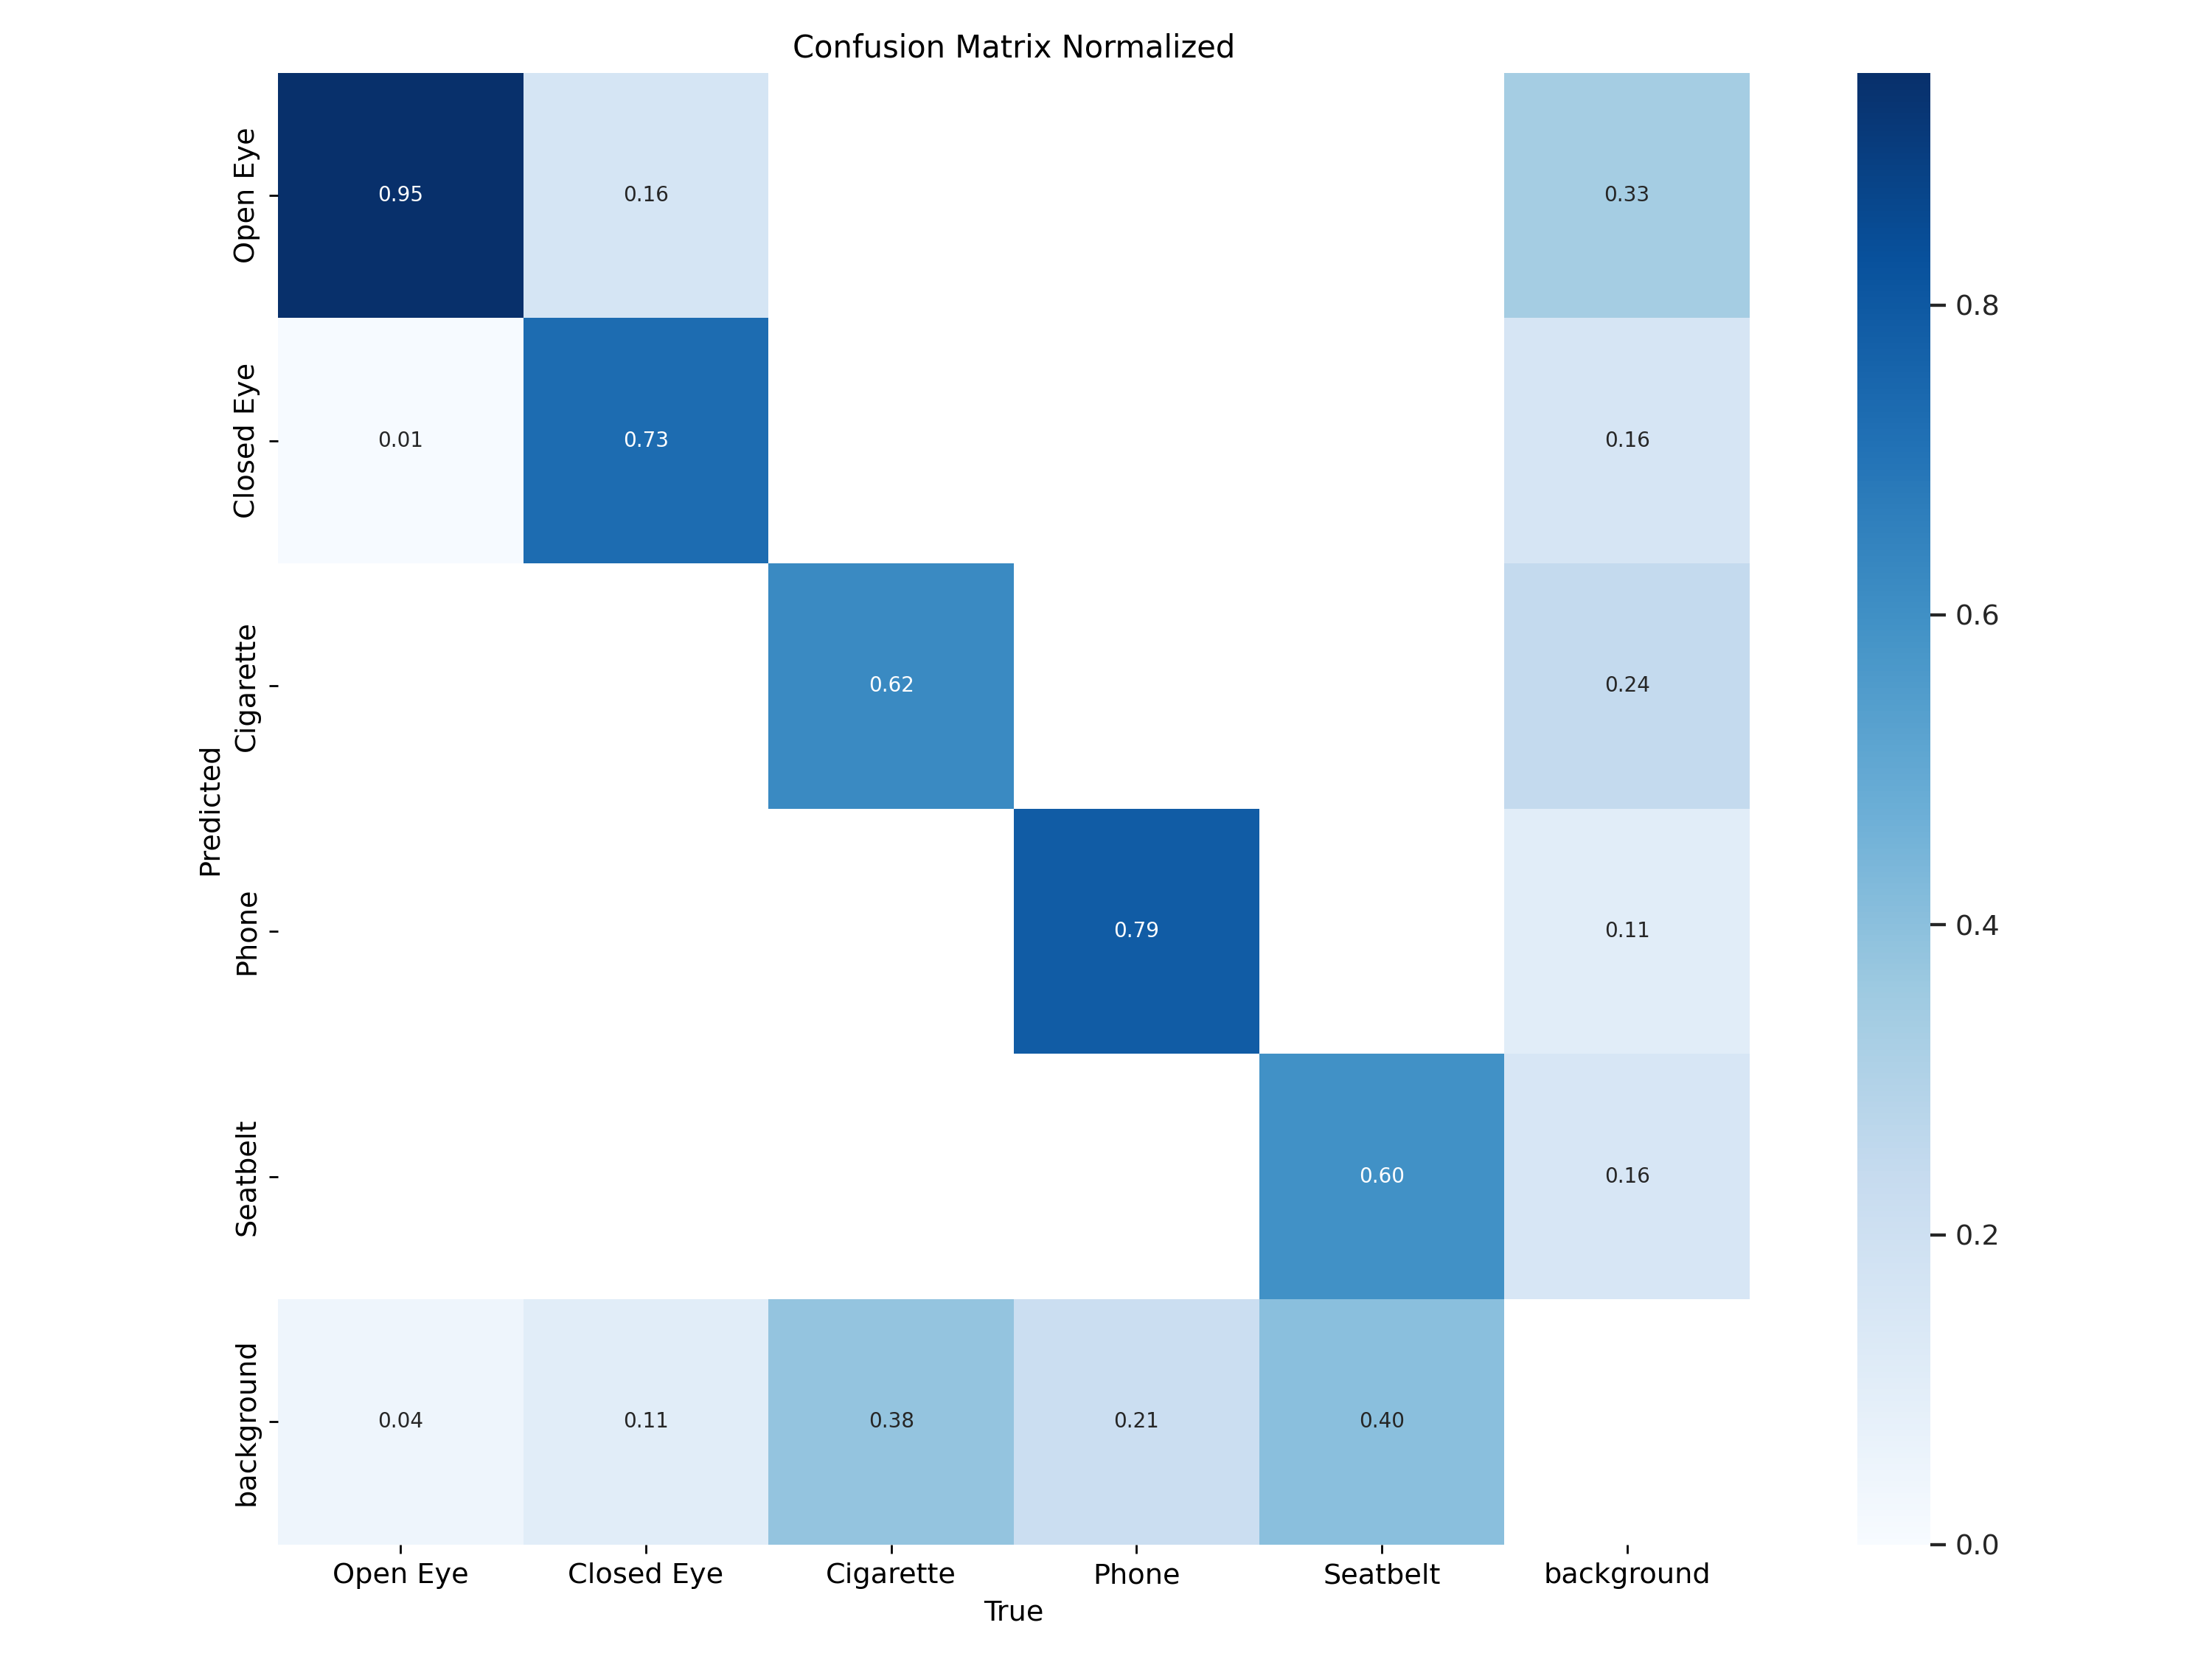 Confusion Matrix Normalized
Open Eye
0.95
0.16
0.33
Closed Eye
0.01
0.73
0.16
0.8
Cigarette
0.62
0.24
0.6
Predicted
Phone
0.79
0.11
0.4
Seatbelt
0.60
0.16
0.2
background
0.04
0.11
0.38
0.21
0.40
0.0
Open Eye
Closed Eye
Cigarette
Phone
Seatbelt
background
True